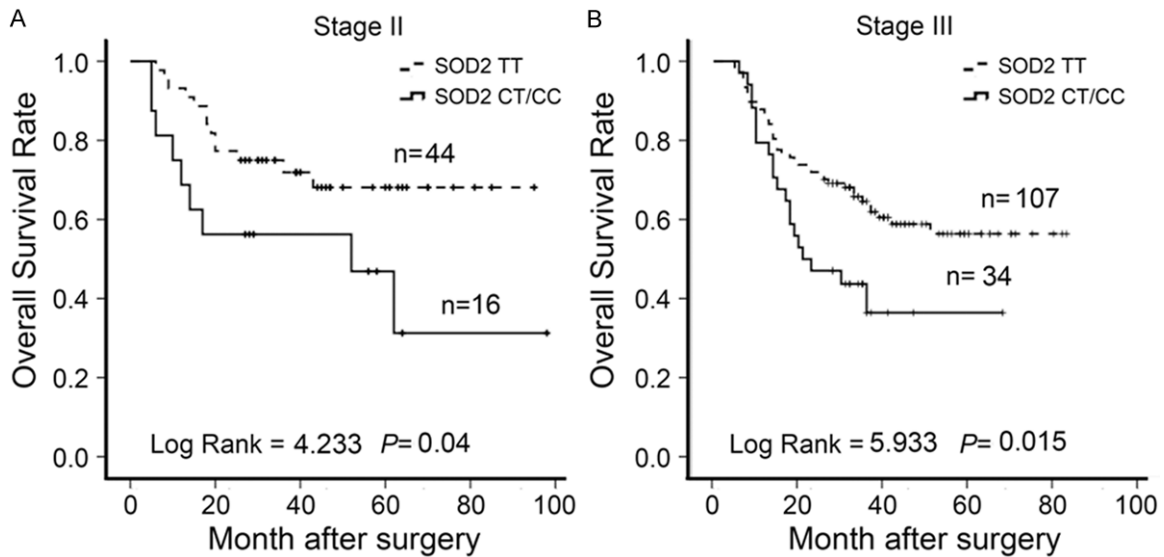 A
Stage II
SOD2 TT
SOD2 CT/CC
n=44
n=16
Log Rank = 4.233 P= 0.04
Overall Survival Rate
1.0
0.8
0.6
0.4
0.2
0.0
0 20 40 60 80 100
Month after surgery
B
Stage III
SOD2 TT
SOD2 CT/CC
n= 107
n= 34
Log Rank = 5.933 P= 0.015
Overall Survival Rate
1.0
0.8
0.6
0.4
0.2
0.0
0 20 40 60 80 100
Month after surgery